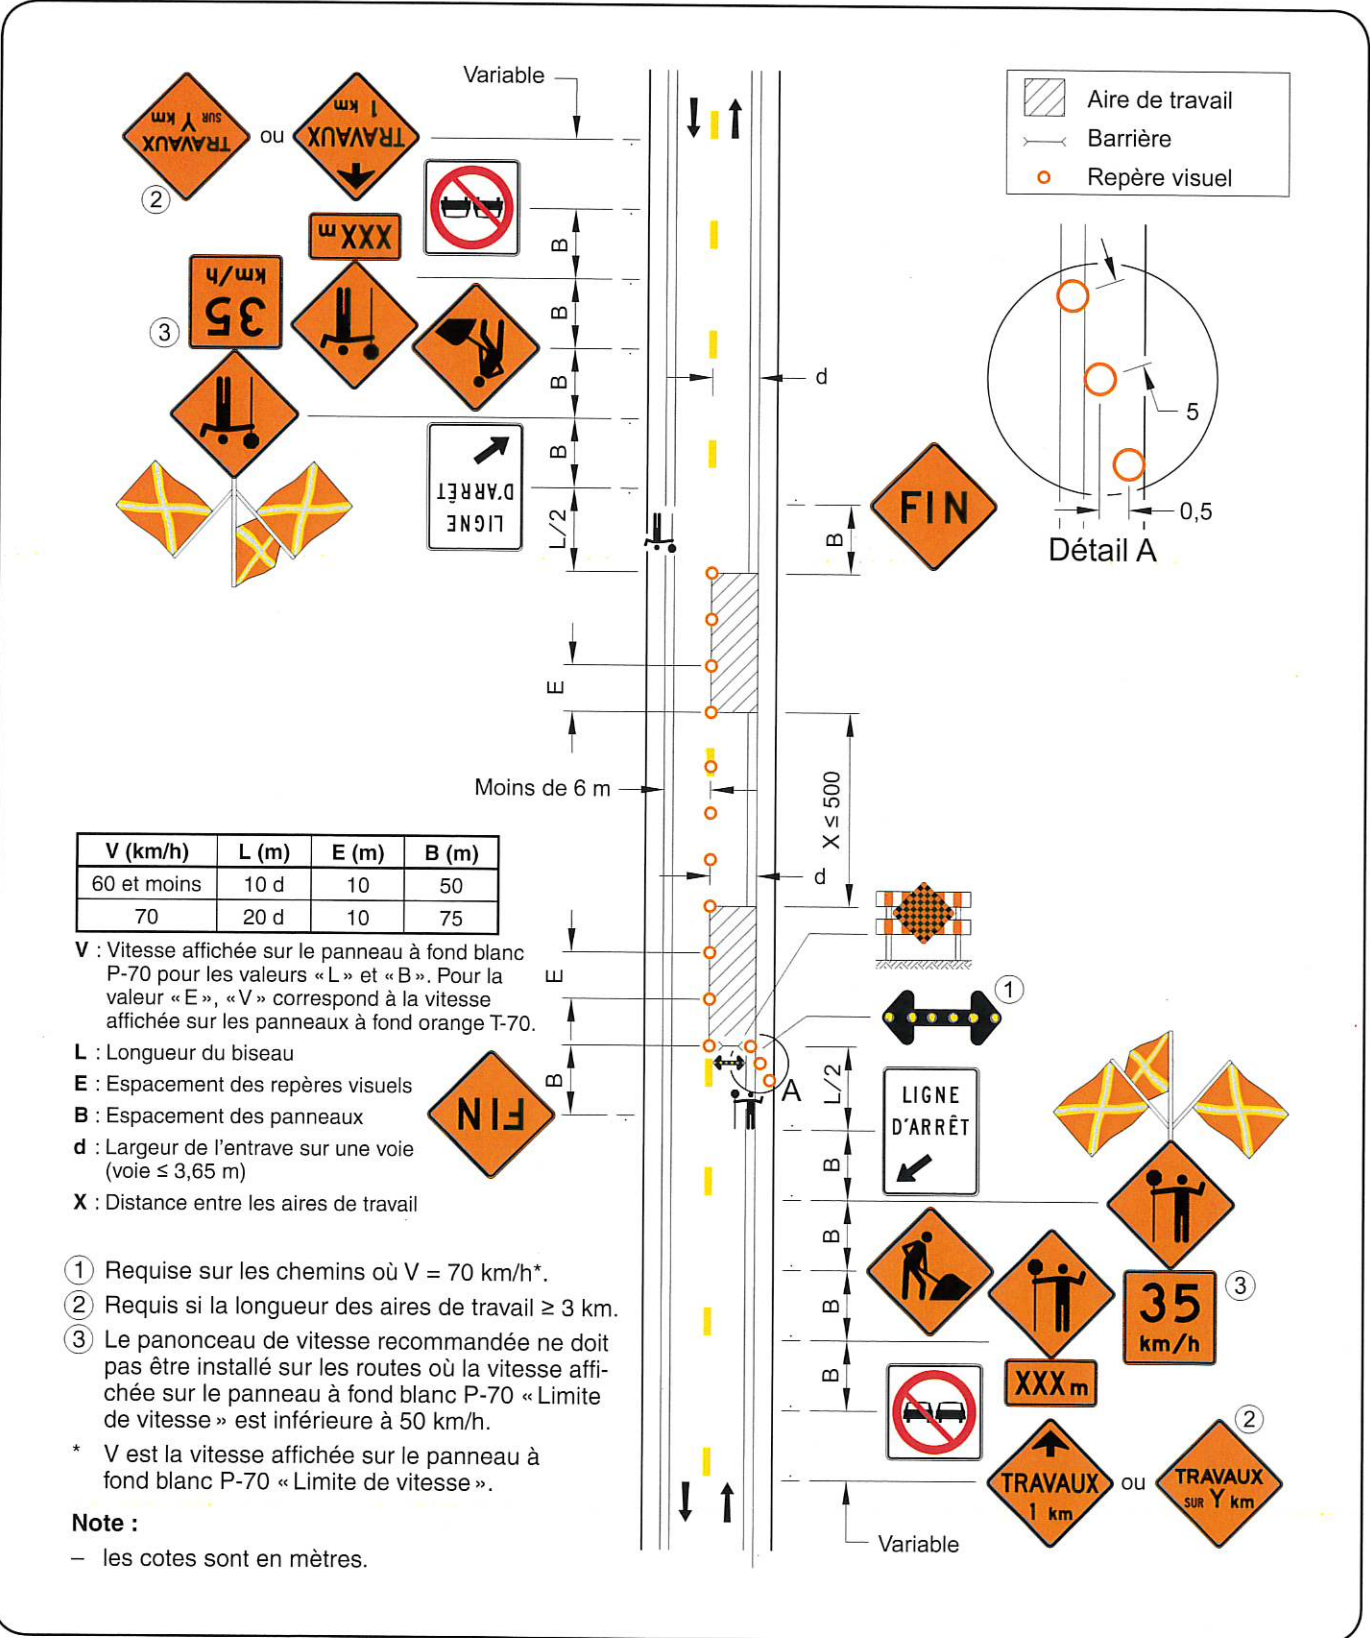 Variable
TRAVAUX
SUR Y km
ou
TRAVAUX
1 km
2
XXX m
35
km/h
3
LIGNE
D'ARRÊT
B
B
B
B
L/2
d
Aire de travail
Barrière
Repère visuel
5
0,5
Détail A
FIN
B
E
Moins de 6 m
X ≤ 500
d
V (km/h) L (m) E (m) B (m)
60 et moins 10 d 10 50
70 20 d 10 75
V : Vitesse affichée sur le panneau à fond blanc
P-70 pour les valeurs « L » et « B ». Pour la
valeur « E », « V » correspond à la vitesse
affichée sur les panneaux à fond orange T-70.
L : Longueur du biseau
E : Espacement des repères visuels
B : Espacement des panneaux
d : Largeur de l'entrave sur une voie
(voie ≤ 3,65 m)
X : Distance entre les aires de travail
E
B
FIN
1
A
L/2
B
B
B
B
LIGNE
D'ARRÊT
35
km/h
3
XXX m
TRAVAUX
1 km
ou
TRAVAUX
SUR Y km
2
Variable
1 Requise sur les chemins où V = 70 km/h*.
2 Requis si la longueur des aires de travail ≥ 3 km.
3 Le panonceau de vitesse recommandée ne doit
pas être installé sur les routes où la vitesse affi-
chée sur le panneau à fond blanc P-70 « Limite
de vitesse » est inférieure à 50 km/h.
* V est la vitesse affichée sur le panneau à
fond blanc P-70 « Limite de vitesse ».
Note :
– les cotes sont en mètres.